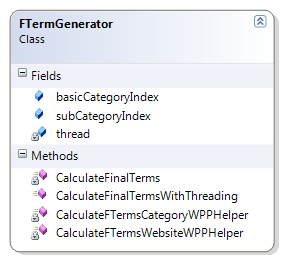 FTermGenerator
Class
Fields
basicCategoryIndex
subCategoryIndex
thread
Methods
CalculateFinalTerms
CalculateFinalTermsWithThreading
CalculateFTermsCategoryWPPHelper
CalculateFTermsWebsiteWPPHelper